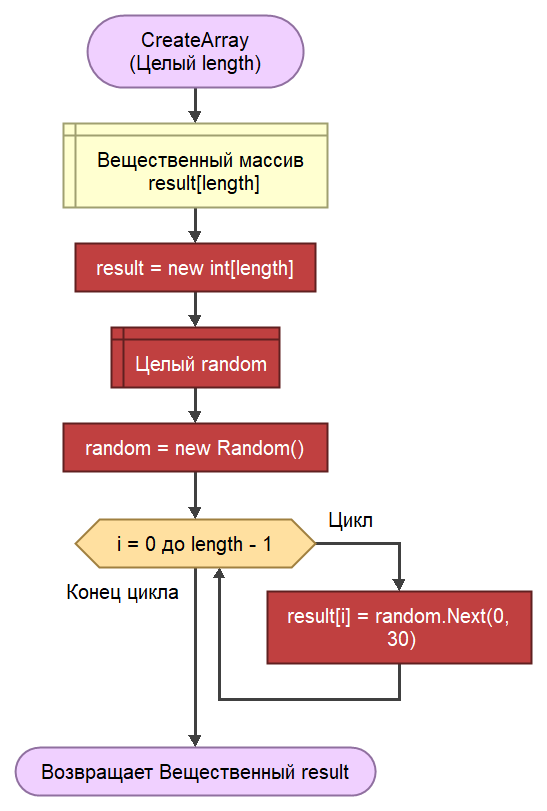 CreateArray
(Целый length)
Вещественный массив
result[length]
result = new int[length]
Целый random
random = new Random()
i = 0 до length - 1
Цикл
Конец цикла
result[i] = random.Next(0,
30)
Возвращает Вещественный result